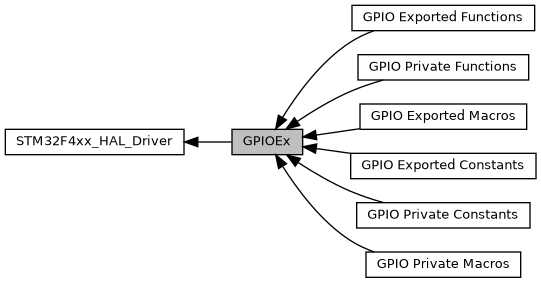 GPIO Exported Functions
GPIO Private Functions
GPIO Exported Macros
STM32F4xx_HAL_Driver
GPIOEx
GPIO Exported Constants
GPIO Private Constants
GPIO Private Macros